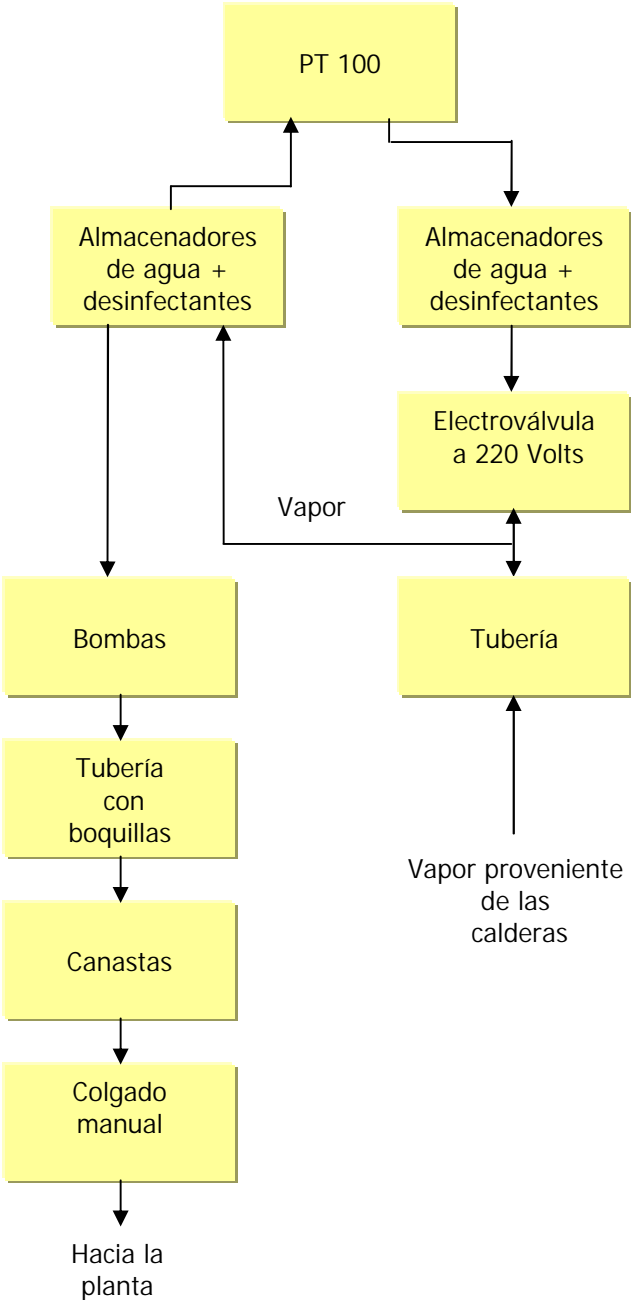 PT 100
Almacenadores
de agua +
desinfectantes
Almacenadores
de agua +
desinfectantes
Electroválvula
a 220 Volts
Vapor
Bombas
Tubería
Tubería
con
boquillas
Vapor proveniente
de las
calderas
Canastas
Colgado
manual
Hacia la
planta